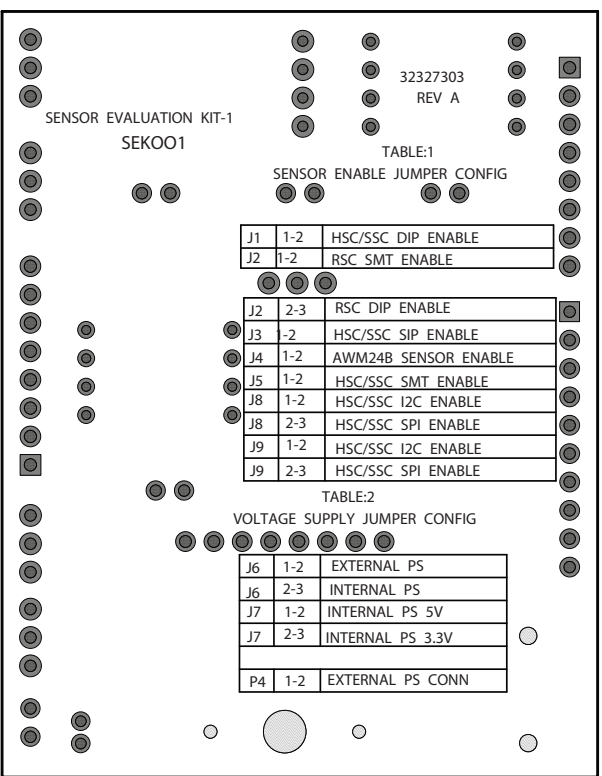 SENSOR EVALUATION KIT-1
SEKOO1
32327303
REV A
TABLE:1
SENSOR ENABLE JUMPER CONFIG
J1 1-2 HSC/SSC DIP ENABLE
J2 1-2 RSC SMT ENABLE
J2 2-3 RSC DIP ENABLE
J3 1-2 HSC/SSC SIP ENABLE
J4 1-2 AWM24B SENSOR ENABLE
J5 1-2 HSC/SSC SMT ENABLE
J8 1-2 HSC/SSC I2C ENABLE
J8 2-3 HSC/SSC SPI ENABLE
J9 1-2 HSC/SSC I2C ENABLE
J9 2-3 HSC/SSC SPI ENABLE
TABLE:2
VOLTAGE SUPPLY JUMPER CONFIG
J6 1-2 EXTERNAL PS
J6 2-3 INTERNAL PS
J7 1-2 INTERNAL PS 5V
J7 2-3 INTERNAL PS 3.3V
P4 1-2 EXTERNAL PS CONN